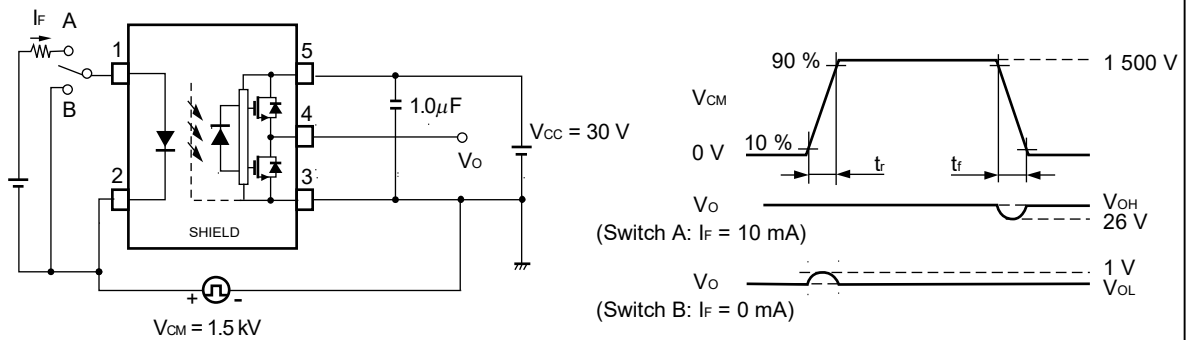 IF
A
B
1
2
5
4
3
SHIELD
1.0μF
VO
VCC = 30 V
+ -
VCM = 1.5 kV
90 %
1 500 V
VCM
10 %
0 V
tr
tf
VO
VOH
26 V
(Switch A: IF = 10 mA)
1 V
VO
VOL
(Switch B: IF = 0 mA)